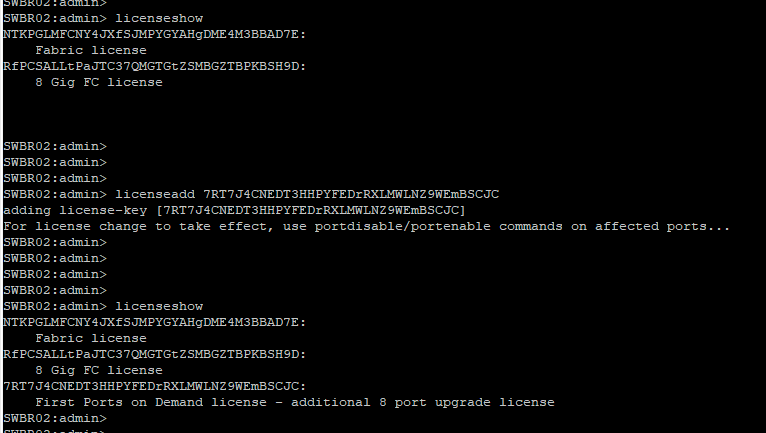 SWBR02:admin>
SWBR02:admin> licenseshow
NTKPGLMFCNY4JXfSJMPYGYAHgDME4M3BBAD7E:
Fabric license
RfPCSALLtPaJTC37QMGTGtZSMBGZTBPKBSH9D:
8 Gig FC license
SWBR02:admin>
SWBR02:admin>
SWBR02:admin>
SWBR02:admin> licenseadd 7RT7J4CNEDT3HHPYFEDrRXLMWLNZ9WEmBSCJC
adding license-key [7RT7J4CNEDT3HHPYFEDrRXLMWLNZ9WEmBSCJC]
For license change to take effect, use portdisable/portenable commands on affected ports...
SWBR02:admin>
SWBR02:admin>
SWBR02:admin>
SWBR02:admin>
SWBR02:admin> licenseshow
NTKPGLMFCNY4JXfSJMPYGYAHgDME4M3BBAD7E:
Fabric license
RfPCSALLtPaJTC37QMGTGtZSMBGZTBPKBSH9D:
8 Gig FC license
7RT7J4CNEDT3HHPYFEDrRXLMWLNZ9WEmBSCJC:
First Ports on Demand license - additional 8 port upgrade license
SWBR02:admin>
SWBR02:admin>